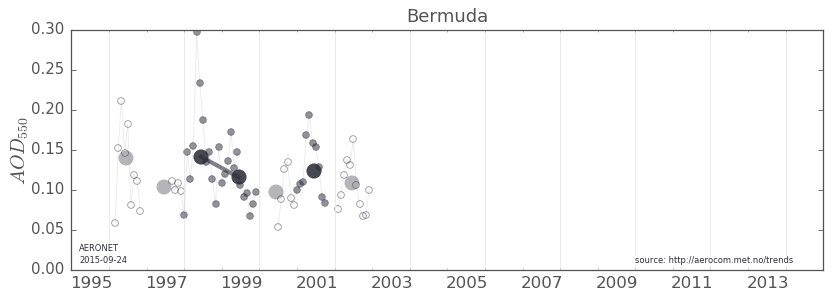 Bermuda
0.30
0.25
0.20
0.15
0.10
0.05
0.00
AOD550
AERONET
2015-09-24
source: http://aerocom.met.no/trends
1995 1997 1999 2001 2003 2005 2007 2009 2011 2013